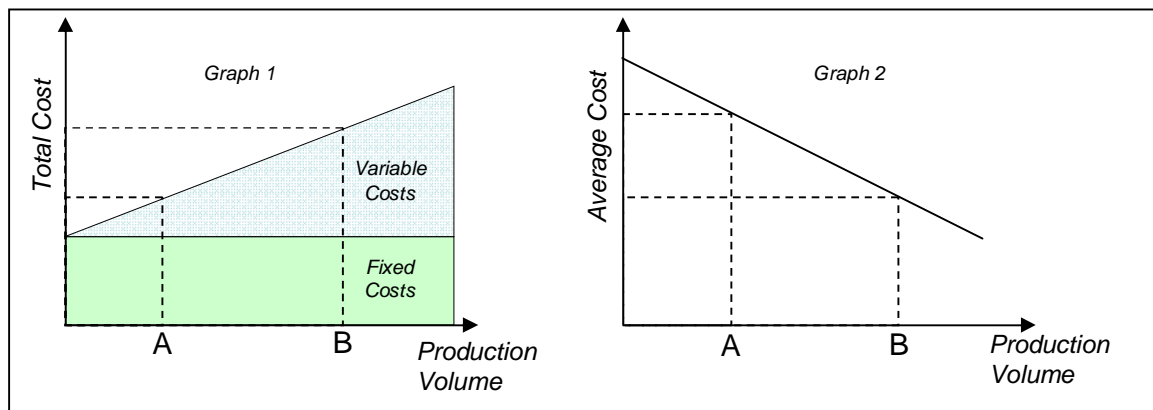 Graph 1
Total Cost
Variable
Costs
Fixed
Costs
A
B
Production
Volume
Graph 2
Average Cost
A
B
Production
Volume